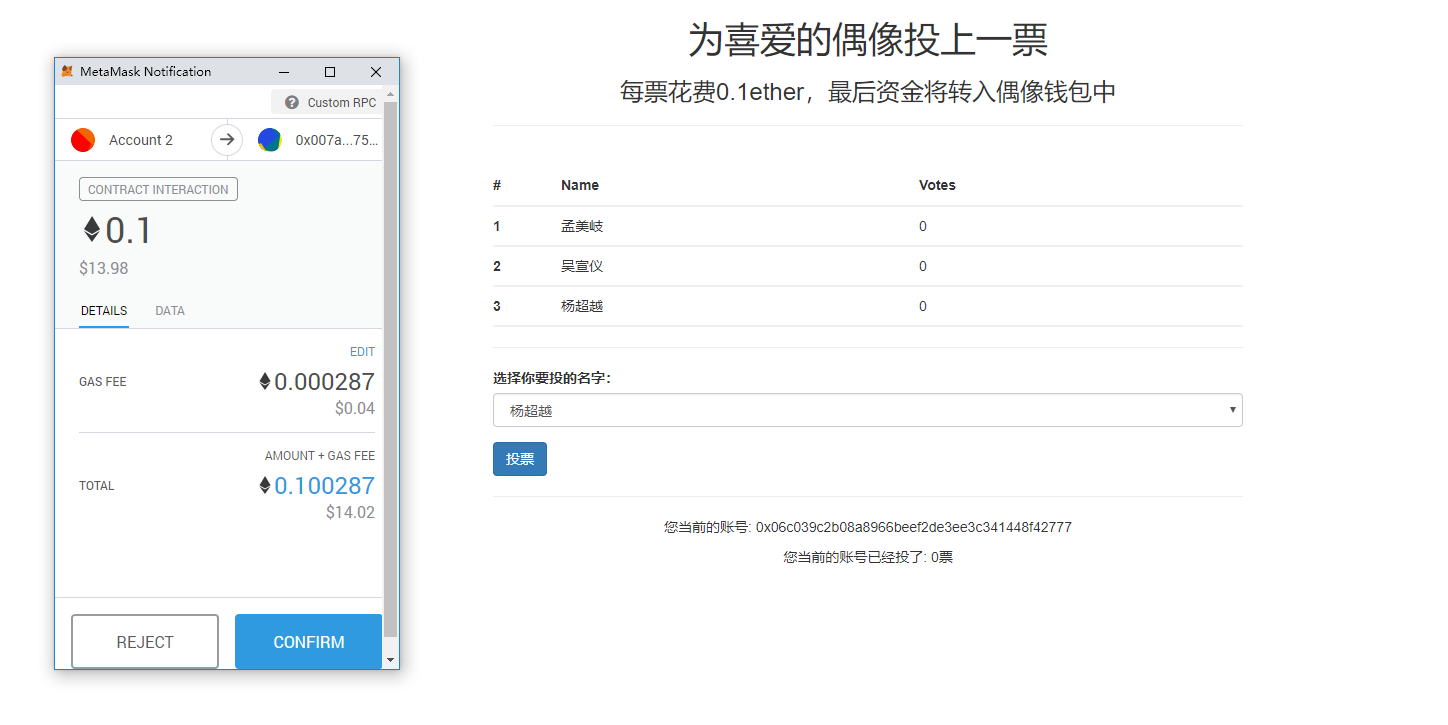 MetaMask Notification
Custom RPC
Account 2
0x007a...75...
CONTRACT INTERACTION
0.1
$13.98
DETAILS DATA
EDIT
GAS FEE 0.000287
$0.04
AMOUNT + GAS FEE
TOTAL 0.100287
$14.02
REJECT CONFIRM
为喜爱的偶像投上一票
每票花费0.1ether，最后资金将转入偶像钱包中
# Name Votes
1 孟美岐 0
2 吴宣仪 0
3 杨超越 0
选择你要投的名字：
杨超越
投票
您当前的账号: 0x06c039c2b08a8966beef2de3ee3c341448f42777
您当前的账号已经投了: 0票